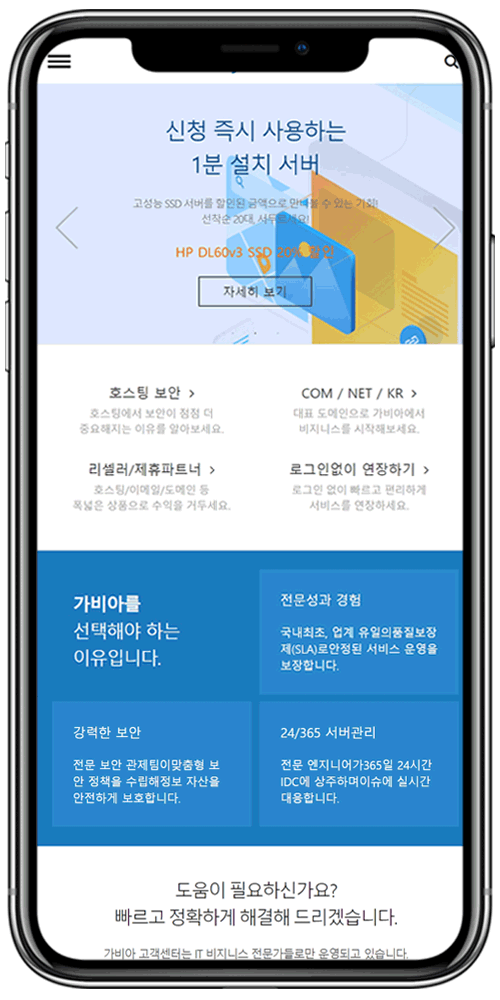 신청 즉시 사용하는
1분 설치 서버
고성능 SSD 서버를 할인된 금액으로 만나볼 수 있는 기회!
선착순 20대, 서두르세요!
HP DL60v3 SSD 20% 할인
자세히 보기
호스팅 보안 >
호스팅에서 보안이 점점 더
중요해지는 이유를 알아보세요.
COM / NET / KR >
대표 도메인으로 가비아에서
비지니스를 시작해보세요.
리셀러/제휴파트너 >
호스팅/이메일/도메인 등
폭넓은 상품으로 수익을 거두세요.
로그인없이 연장하기 >
로그인 없이 빠르고 편리하게
서비스를 연장하세요.
가비아를
선택해야 하는
이유입니다.
전문성과 경험
국내최초, 업계 유일의품질보장
제(SLA)로안정된 서비스 운영을
보장합니다.
강력한 보안
전문 보안 관제팀이맞춤형 보
안 정책을 수립해정보 자산을
안전하게 보호합니다.
24/365 서버관리
전문 엔지니어가365일 24시간
IDC에 상주하며이슈에 실시간
대응합니다.
도움이 필요하신가요?
빠르고 정확하게 해결해 드리겠습니다.
가비아 고객센터는 IT 비지니스 전문가들로만 운영되고 있습니다.